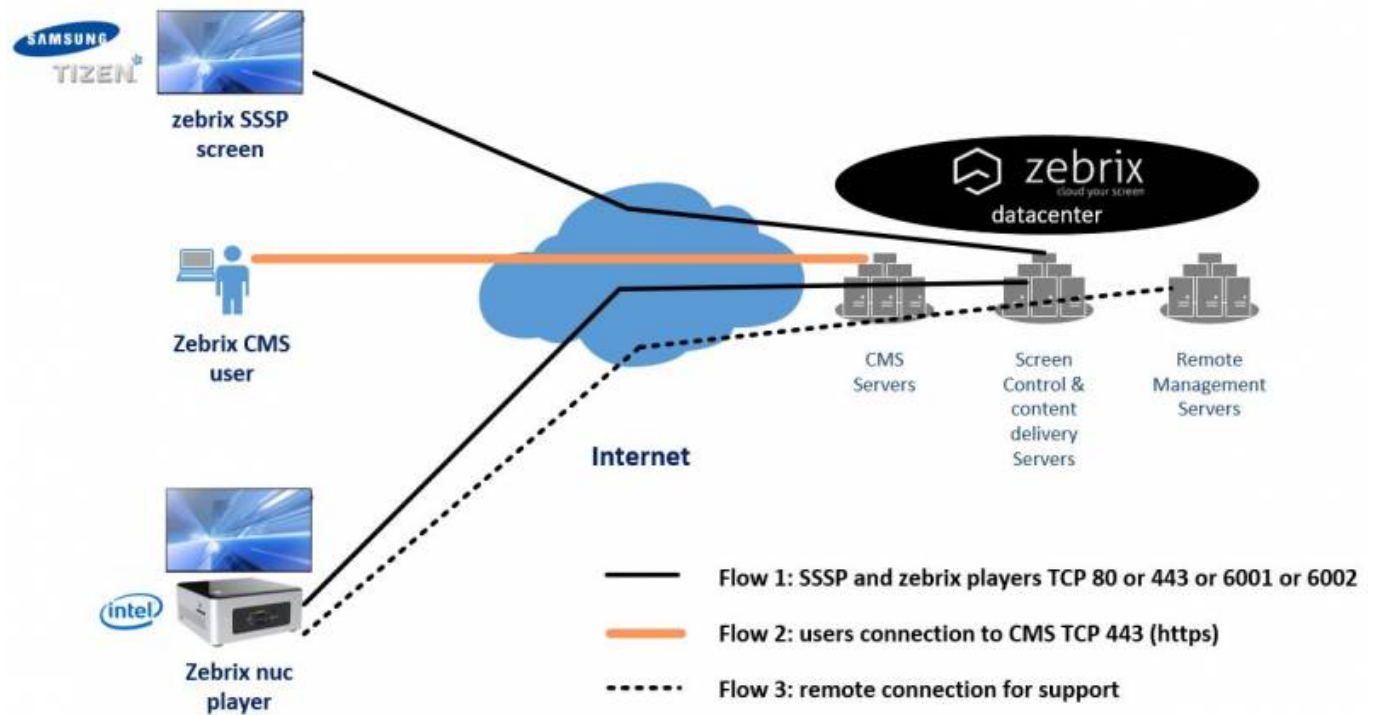 SAMSUNG
TIZEN
zebrix SSSP
screen
zebrix
cloud your screen
datacenter
Zebrix CMS
user
CMS
Servers
Screen
Control &
content
delivery
Servers
Remote
Management
Servers
Internet
intel
Zebrix nuc
player
Flow 1: SSSP and zebrix players TCP 80 or 443 or 6001 or 6002
Flow 2: users connection to CMS TCP 443 (https)
Flow 3: remote connection for support